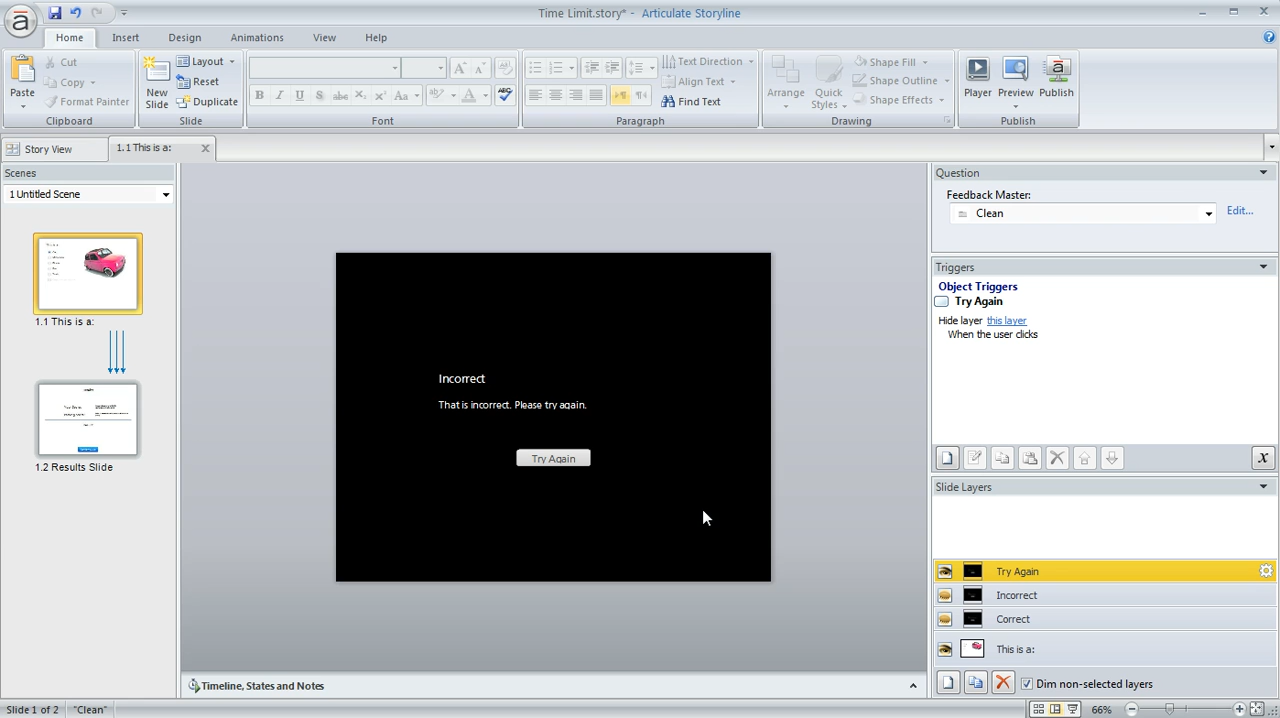 Time Limit.story* - Articulate Storyline
Home
Insert
Design
Animations
View
Help
Paste
Cut
Copy
Format Painter
Clipboard
New Slide
Layout
Reset
Duplicate
Slide
B I U S abc
Aa
A
Font
Text Direction
Align Text
Find Text
Paragraph
Arrange
Quick Styles
Shape Fill
Shape Outline
Shape Effects
Drawing
Player
Preview
Publish
Publish
Story View
1.1 This is a:
Scenes
1 Untitled Scene
1.1 This is a:
1.2 Results Slide
Incorrect
That is incorrect. Please try again.
Try Again
Timeline, States and Notes
Question
Feedback Master:
Clean
Edit...
Triggers
Object Triggers
Try Again
Hide layer this layer
When the user clicks
x
Slide Layers
Try Again
Incorrect
Correct
This is a:
Dim non-selected layers
Slide 1 of 2
"Clean"
66%